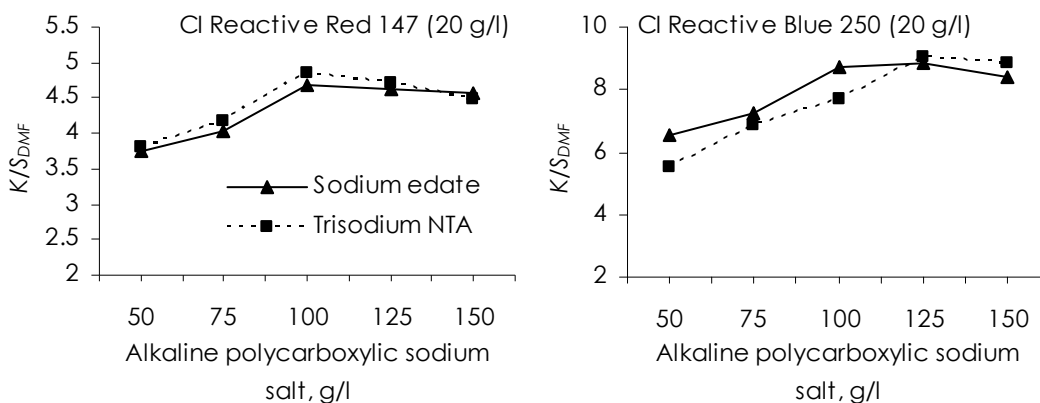 CI Reactive Red 147 (20 g/l)
5.5
5
4.5
4
3.5
3
2.5
2
K/S_DMF
Sodium edate
Trisodium NTA
50 75 100 125 150
Alkaline polycarboxylic sodium
salt, g/l
CI Reactive Blue 250 (20 g/l)
10
8
6
4
2
K/S_DMF
50 75 100 125 150
Alkaline polycarboxylic sodium
salt, g/l